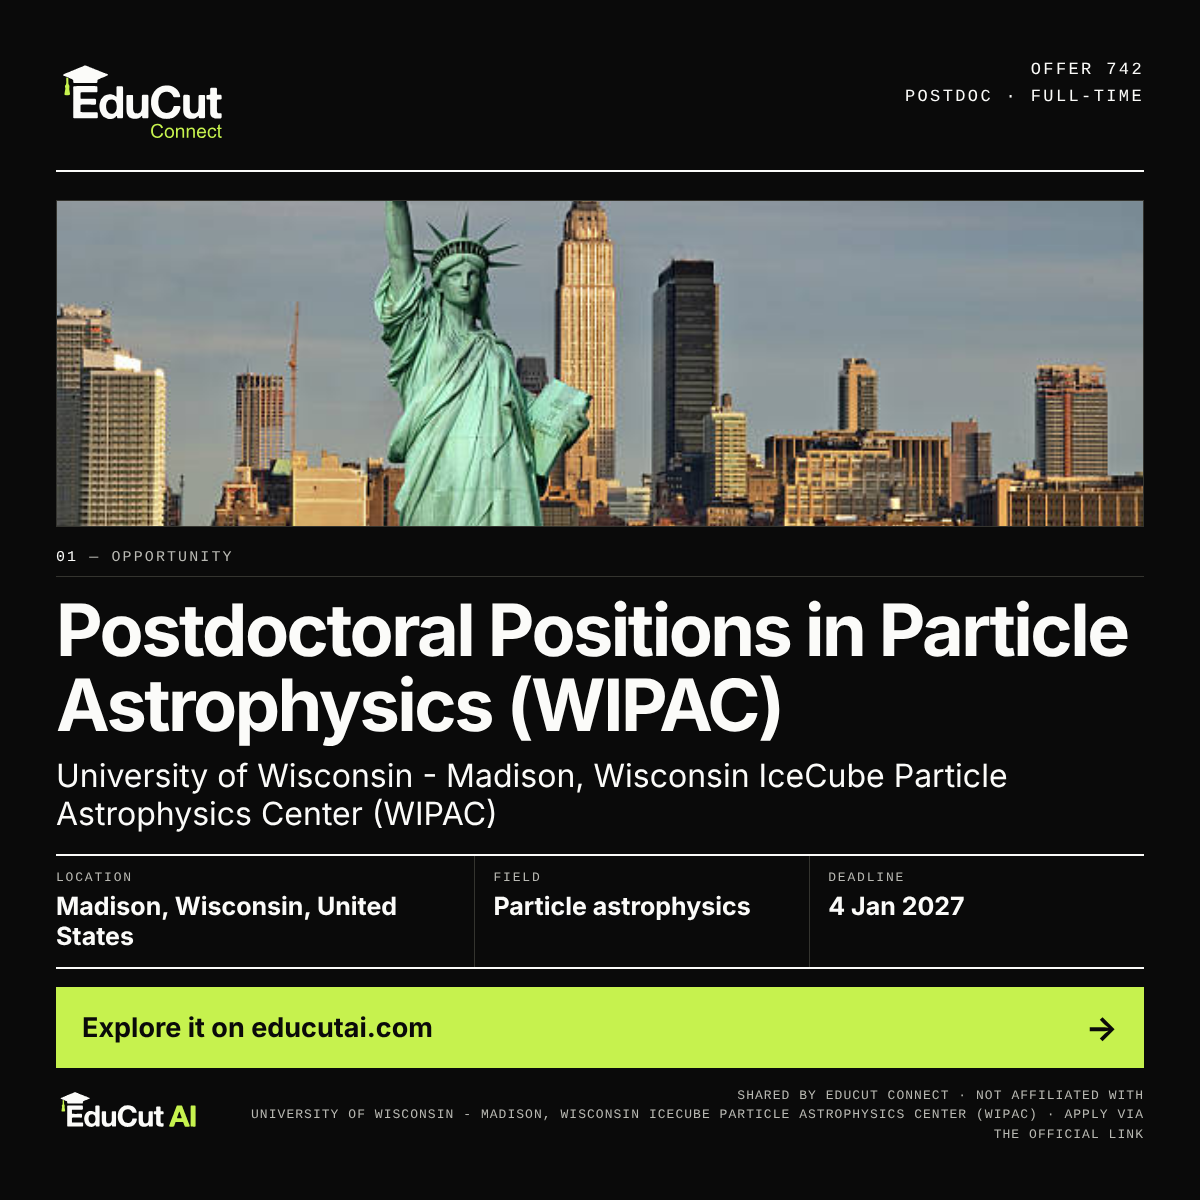 EduCut
Connect
OFFER 742
POSTDOC · FULL-TIME
01 — OPPORTUNITY
Postdoctoral Positions in Particle
Astrophysics (WIPAC)
University of Wisconsin - Madison, Wisconsin IceCube Particle
Astrophysics Center (WIPAC)
LOCATION
Madison, Wisconsin, United
States
FIELD
Particle astrophysics
DEADLINE
4 Jan 2027
Explore it on educutai.com →
EduCut AI
SHARED BY EDUCUT CONNECT · NOT AFFILIATED WITH
UNIVERSITY OF WISCONSIN - MADISON, WISCONSIN ICECUBE PARTICLE ASTROPHYSICS CENTER (WIPAC) · APPLY VIA
THE OFFICIAL LINK